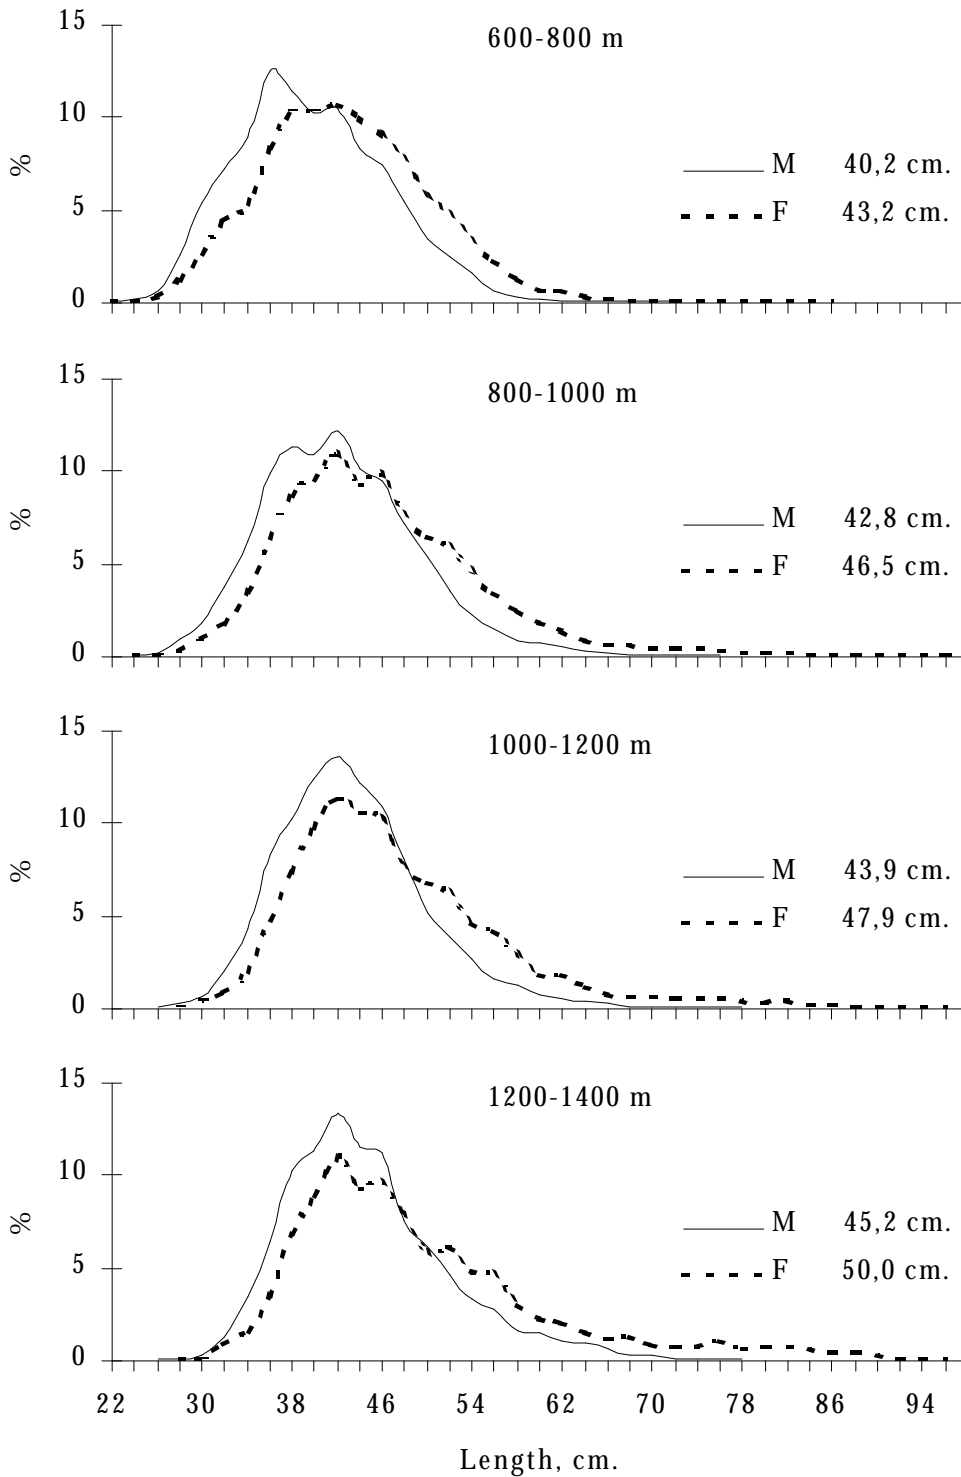 15
600-800 m
10
%
M 40,2 cm.
5
F 43,2 cm.
0
15
800-1000 m
10
%
M 42,8 cm.
5
F 46,5 cm.
0
15
1000-1200 m
10
%
M 43,9 cm.
5
F 47,9 cm.
0
15
1200-1400 m
10
%
M 45,2 cm.
5
F 50,0 cm.
0
22 30 38 46 54 62 70 78 86 94
Length, cm.